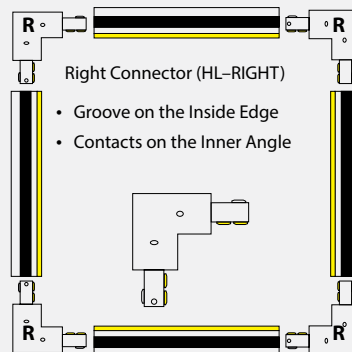 R R
Right Connector (HL–RIGHT)
• Groove on the Inside Edge
• Contacts on the Inner Angle
R R